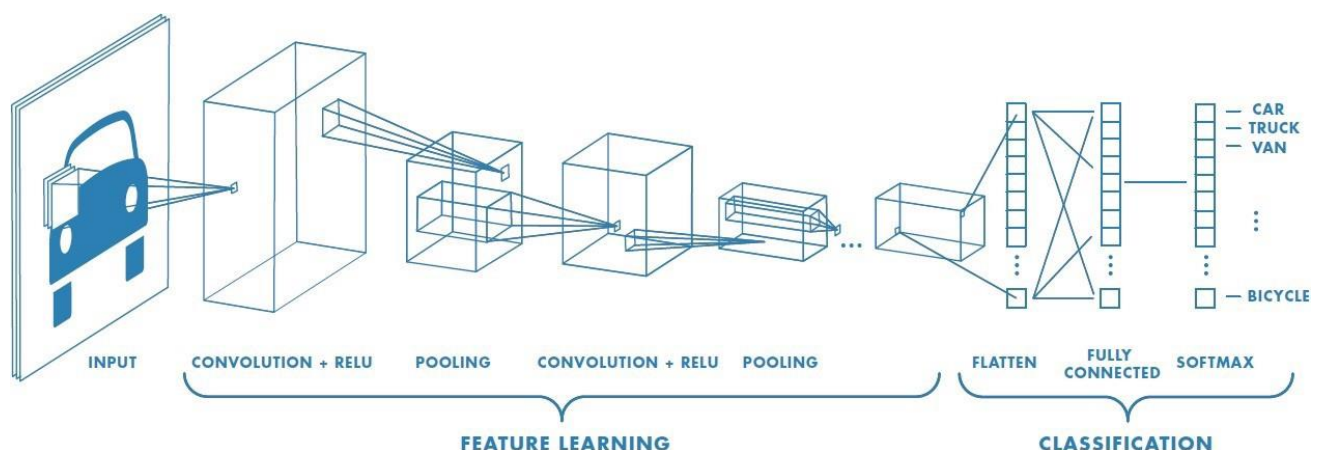 CAR
TRUCK
VAN
BICYCLE
INPUT
CONVOLUTION + RELU
POOLING
CONVOLUTION + RELU
POOLING
FLATTEN
FULLY
CONNECTED
SOFTMAX
FEATURE LEARNING
CLASSIFICATION